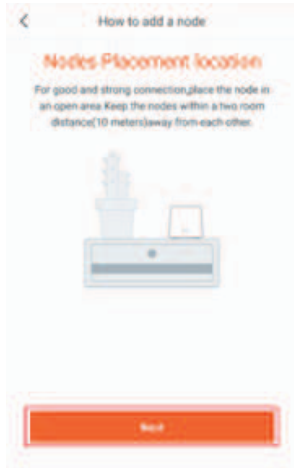 How to add a node
Nodes Placement location
For good and strong connection,place the node in
an open area.Keep the nodes within a two room
distance(10 meters)away from each other.
Next